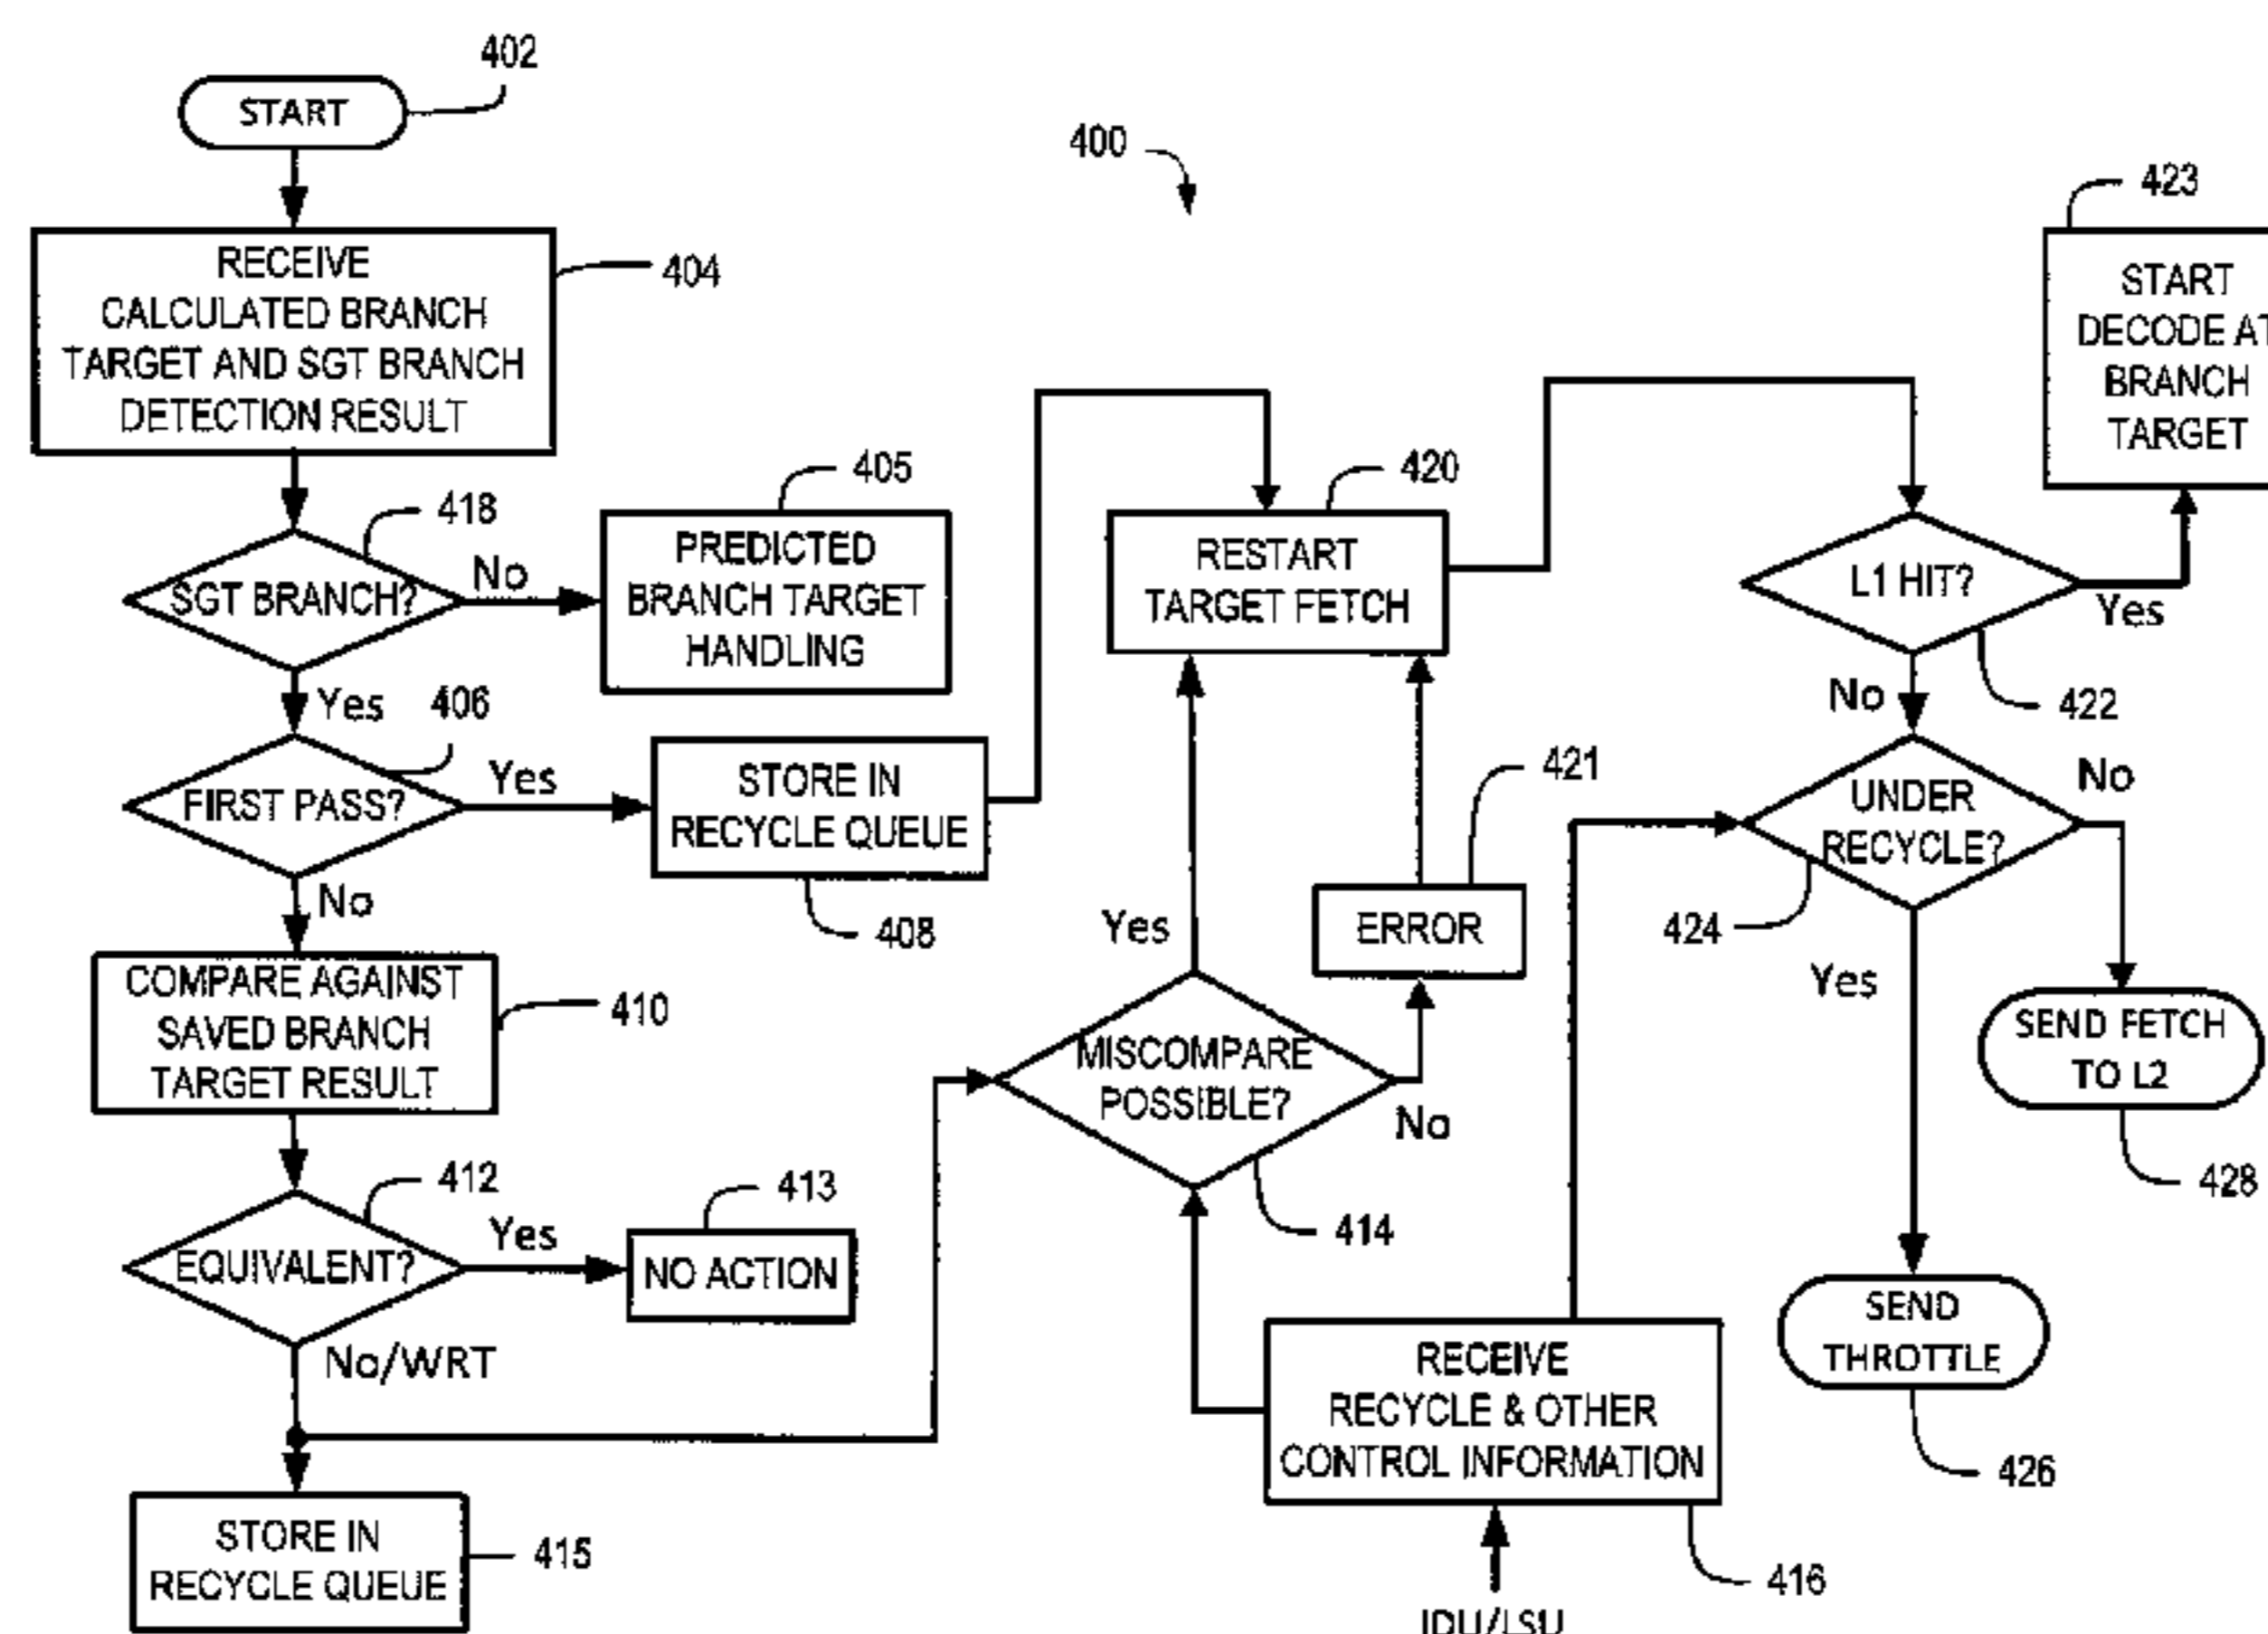 402
START
400
423
RECEIVE
CALCULATED BRANCH
TARGET AND SGT BRANCH
DETECTION RESULT
404
START
DECODE AT
BRANCH
TARGET
418
SGT BRANCH?
No
Yes
405
PREDICTED
BRANCH TARGET
HANDLING
420
RESTART
TARGET FETCH
L1 HIT?
Yes
No
422
406
FIRST PASS?
Yes
No
STORE IN
RECYCLE QUEUE
408
421
ERROR
UNDER
RECYCLE?
No
424
Yes
COMPARE AGAINST
SAVED BRANCH
TARGET RESULT
410
Yes
MISCOMPARE
POSSIBLE?
No
414
SEND FETCH
TO L2
428
412
EQUIVALENT?
Yes
No/WRT
413
NO ACTION
SEND
THROTTLE
426
RECEIVE
RECYCLE & OTHER
CONTROL INFORMATION
416
STORE IN
RECYCLE QUEUE
415
IDU/LSU